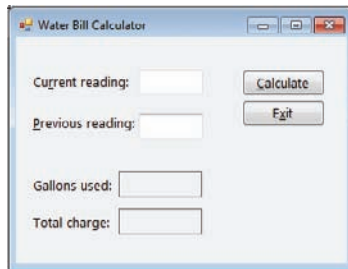 Water Bill Calculator
Current reading:
Calculate
Previous reading:
Exit
Gallons used:
Total charge: